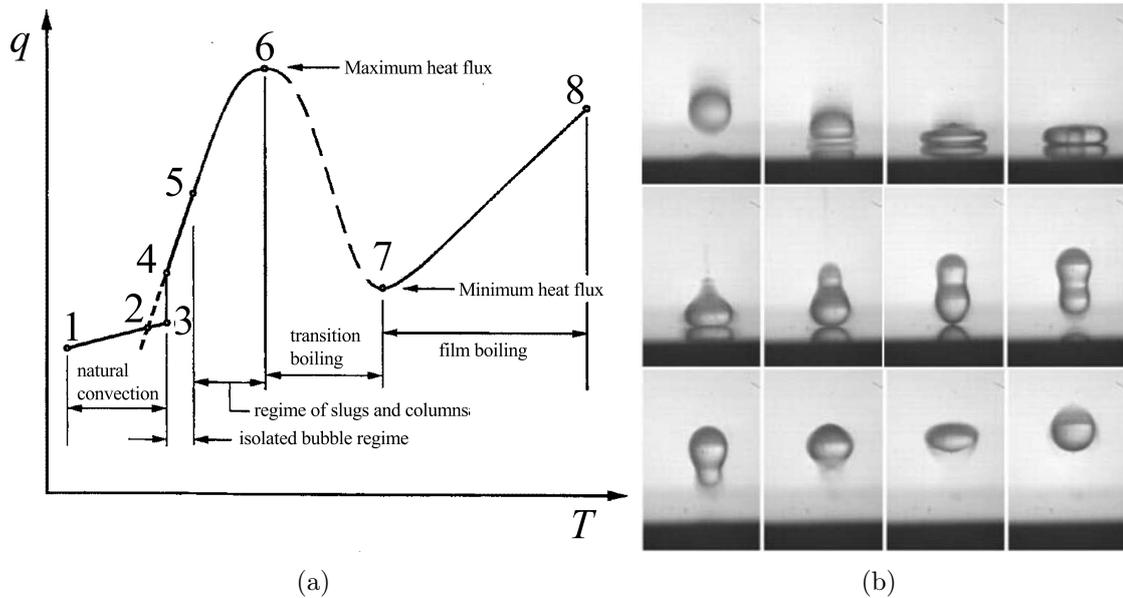 q
6
Maximum heat flux
8
5
4
7
Minimum heat flux
2
3
1
transition
boiling
film boiling
natural
convection
regime of slugs and columns
isolated bubble regime
T
(a)
(b)